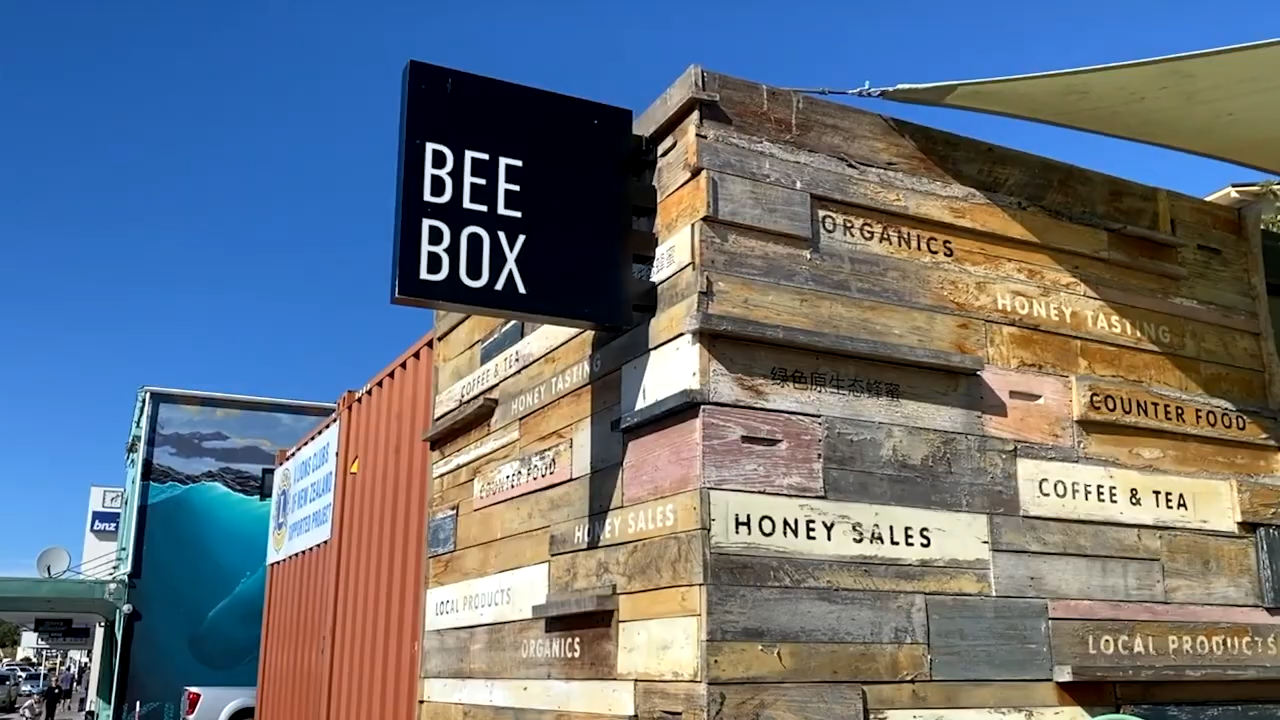 BEE
BOX
ORGANICS
HONEY TASTING
绿色原生态蜂蜜
COUNTER FOOD
COFFEE & TEA
HONEY SALES
LOCAL PRODUCTS
COFFEE & TEA
HONEY TASTING
COUNTER FOOD
HONEY SALES
LOCAL PRODUCTS
ORGANICS
LIONS CLUBS
OF NEW ZEALAND
SUPPORTED PROJECT
bnz